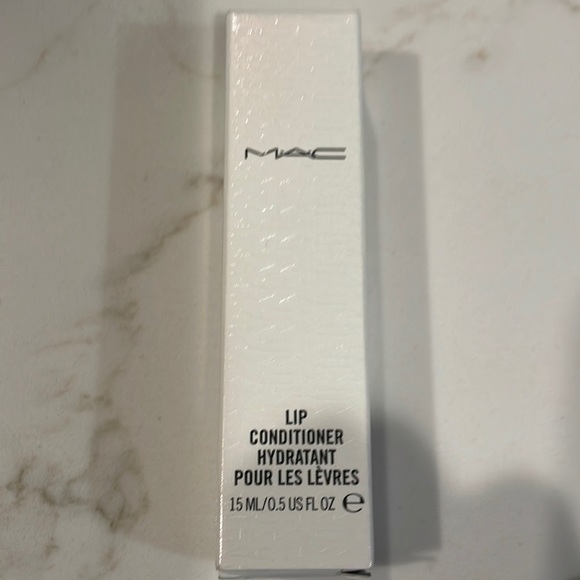 MAC
LIP
CONDITIONER
HYDRATANT
POUR LES LÈVRES
15 ML/0.5 US FL OZ ℮